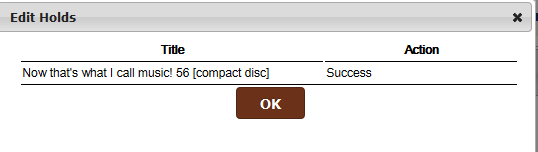 Edit Holds
Title Action
Now that's what I call music! 56 [compact disc] Success
OK